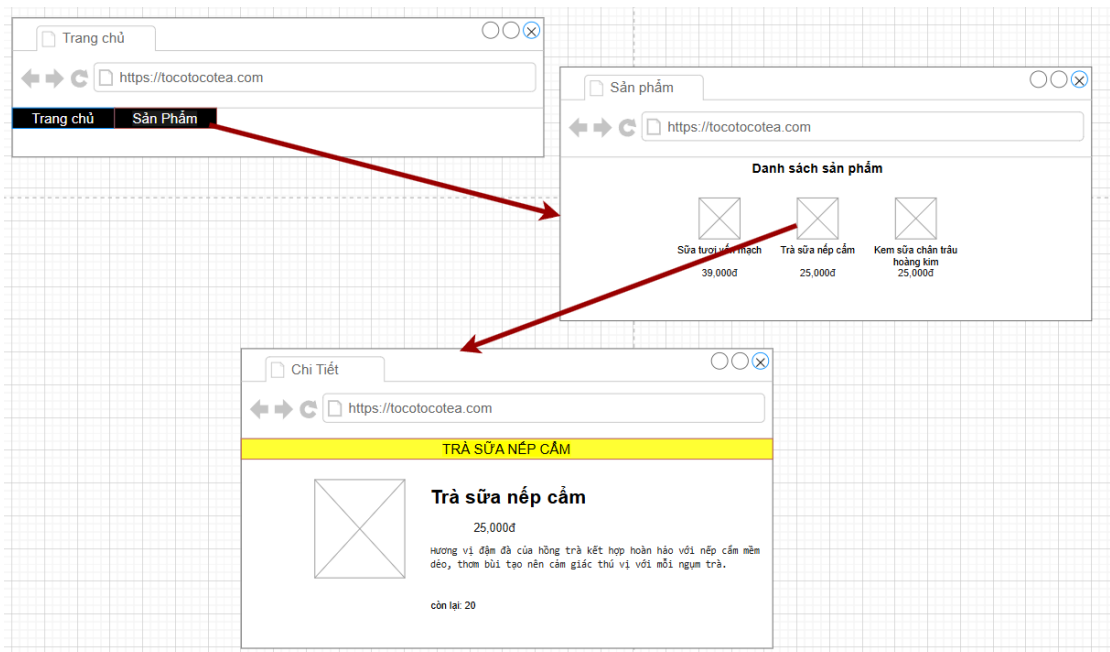 Trang chủ
https://tocotocotea.com
Trang chủ
Sản Phẩm
Sản phẩm
https://tocotocotea.com
Danh sách sản phẩm
Sữa tươi vấn mạch
39,000đ
Trà sữa nếp cẩm
25,000đ
Kem sữa chân trâu
hoàng kim
25,000đ
Chi Tiết
https://tocotocotea.com
TRÀ SỮA NẾP CẨM
Trà sữa nếp cẩm
25,000đ
Hương vị đậm đà của hồng trà kết hợp hoàn hảo với nếp cẩm mềm
dẻo, thơm bùi tạo nên cảm giác thú vị với mỗi ngụm trà.
còn lại: 20